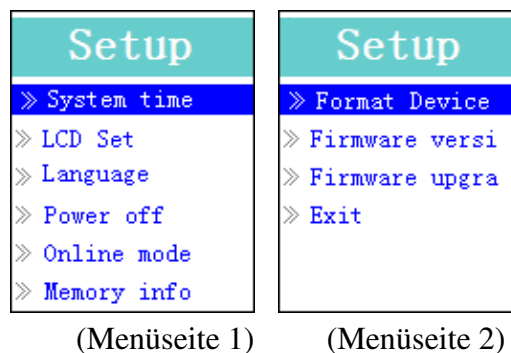 Setup
» System time
» LCD Set
» Language
» Power off
» Online mode
» Memory info
(Menüseite 1)
Setup
» Format Device
» Firmware versi
» Firmware upgra
» Exit
(Menüseite 2)